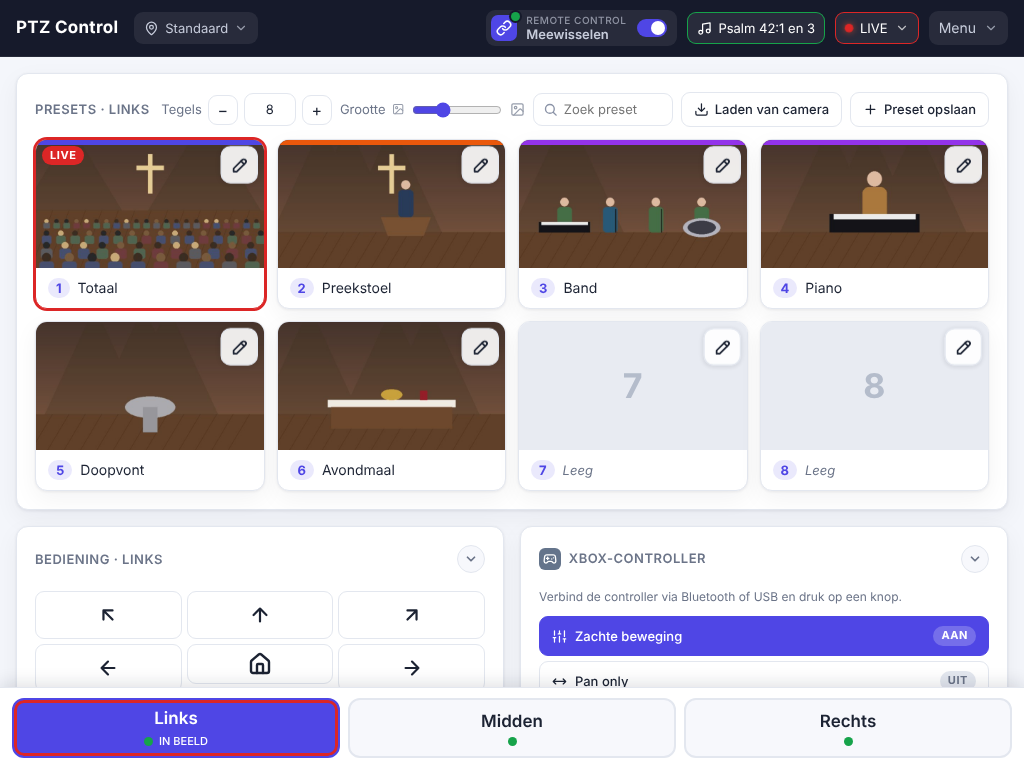 PTZ Control
Standaard
REMOTE CONTROL
Meewisselen
Psalm 42:1 en 3
LIVE
Menu
PRESETS · LINKS
Tegels
−
8
+
Grootte
Zoek preset
Laden van camera
Preset opslaan
LIVE
1 Totaal
2 Preekstoel
3 Band
4 Piano
7
8
5 Doopvont
6 Avondmaal
7 Leeg
8 Leeg
BEDIENING · LINKS
XBOX-CONTROLLER
Verbind de controller via Bluetooth of USB en druk op een knop.
Zachte beweging
AAN
Pan only
UIT
Links
IN BEELD
Midden
Rechts